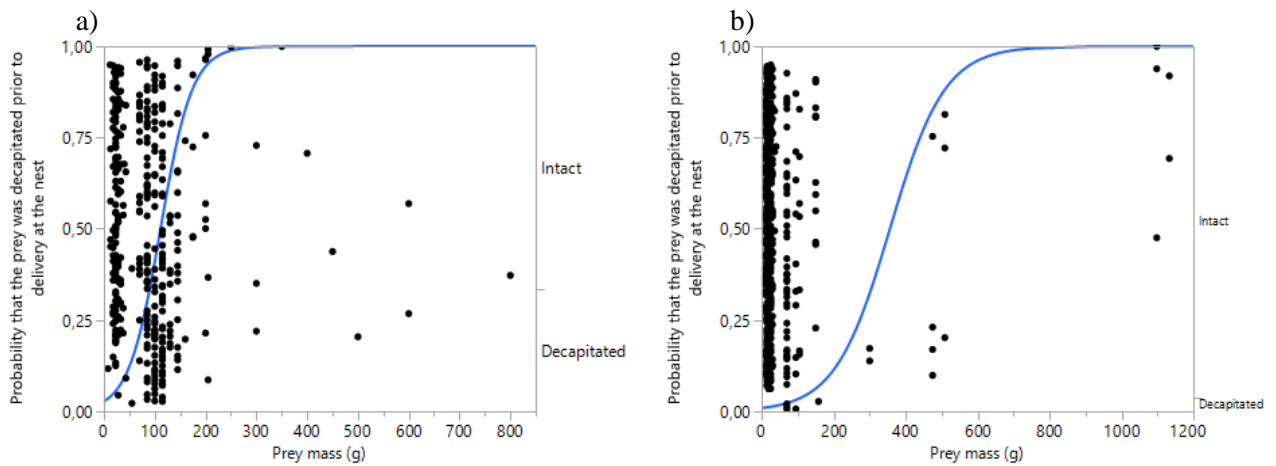 a)
Probability that the prey was decapitated prior to
delivery at the nest
1,00
0,75
0,50
0,25
0,00
0 100 200 300 400 500 600 700 800
Prey mass (g)
Intact
Decapitated
b)
Probability that the prey was decapitated prior to
delivery at the nest
1,00
0,75
0,50
0,25
0,00
0 200 400 600 800 1000 1200
Prey mass (g)
Intact
Decapitated